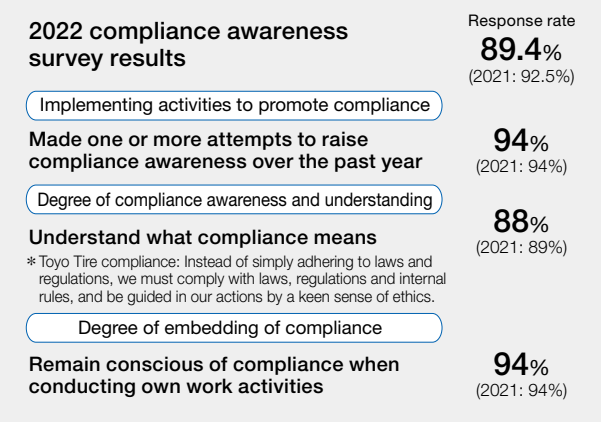 2022 compliance awareness
survey results
Response rate
89.4%
(2021: 92.5%)
Implementing activities to promote compliance
Made one or more attempts to raise
compliance awareness over the past year
94%
(2021: 94%)
Degree of compliance awareness and understanding
Understand what compliance means
88%
(2021: 89%)
* Toyo Tire compliance: Instead of simply adhering to laws and
regulations, we must comply with laws, regulations and internal
rules, and be guided in our actions by a keen sense of ethics.
Degree of embedding of compliance
Remain conscious of compliance when
conducting own work activities
94%
(2021: 94%)